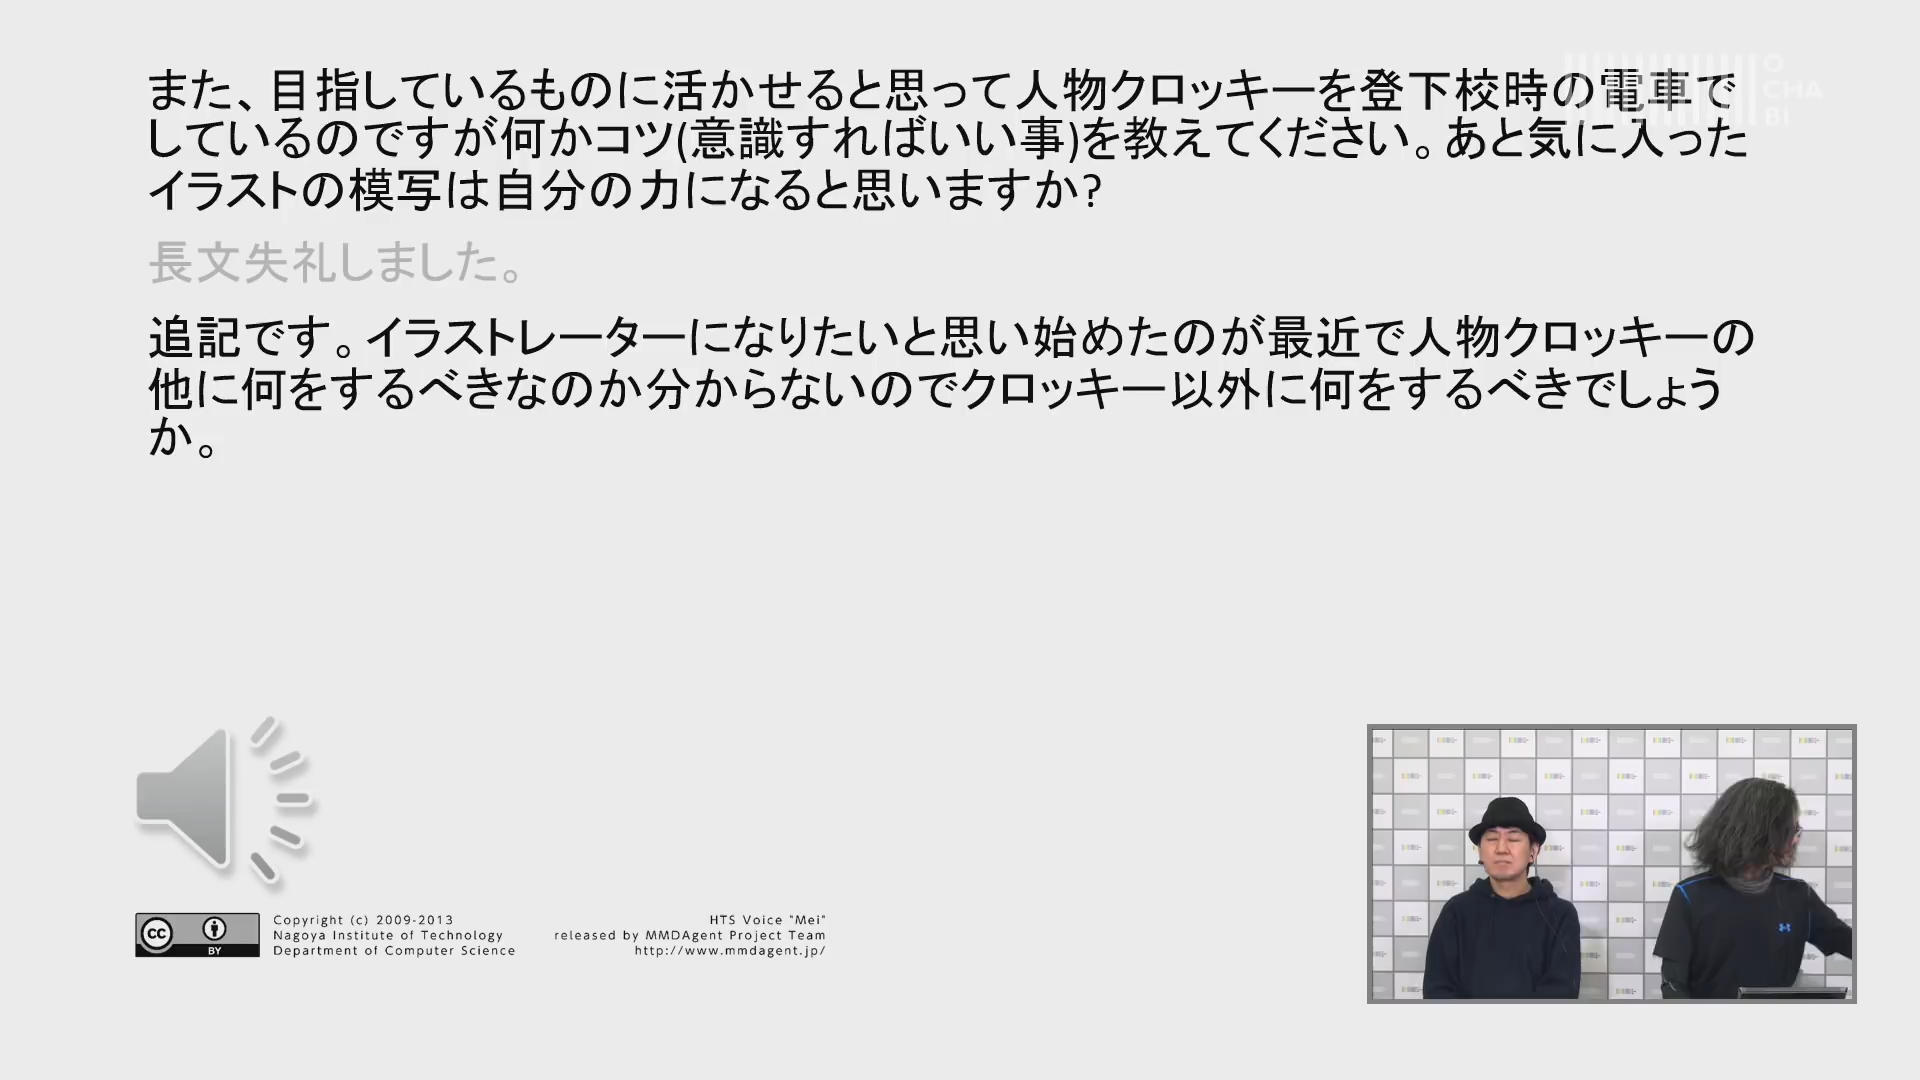 また、目指しているものに活かせると思って人物クロッキーを登下校時の電車で
しているのですが何かコツ(意識すればいい事)を教えてください。あと気に入った
イラストの模写は自分の力になると思いますか?
長文失礼しました。
追記です。イラストレーターになりたいと思い始めたのが最近で人物クロッキーの
他に何をするべきなのか分からないのでクロッキー以外に何をするべきでしょう
か。
O
CHA
BI
cc
BY
Copyright (c) 2009-2013
Nagoya Institute of Technology
Department of Computer Science
HTS Voice "Mei"
released by MMDAgent Project Team
http://www.mmdagent.jp/